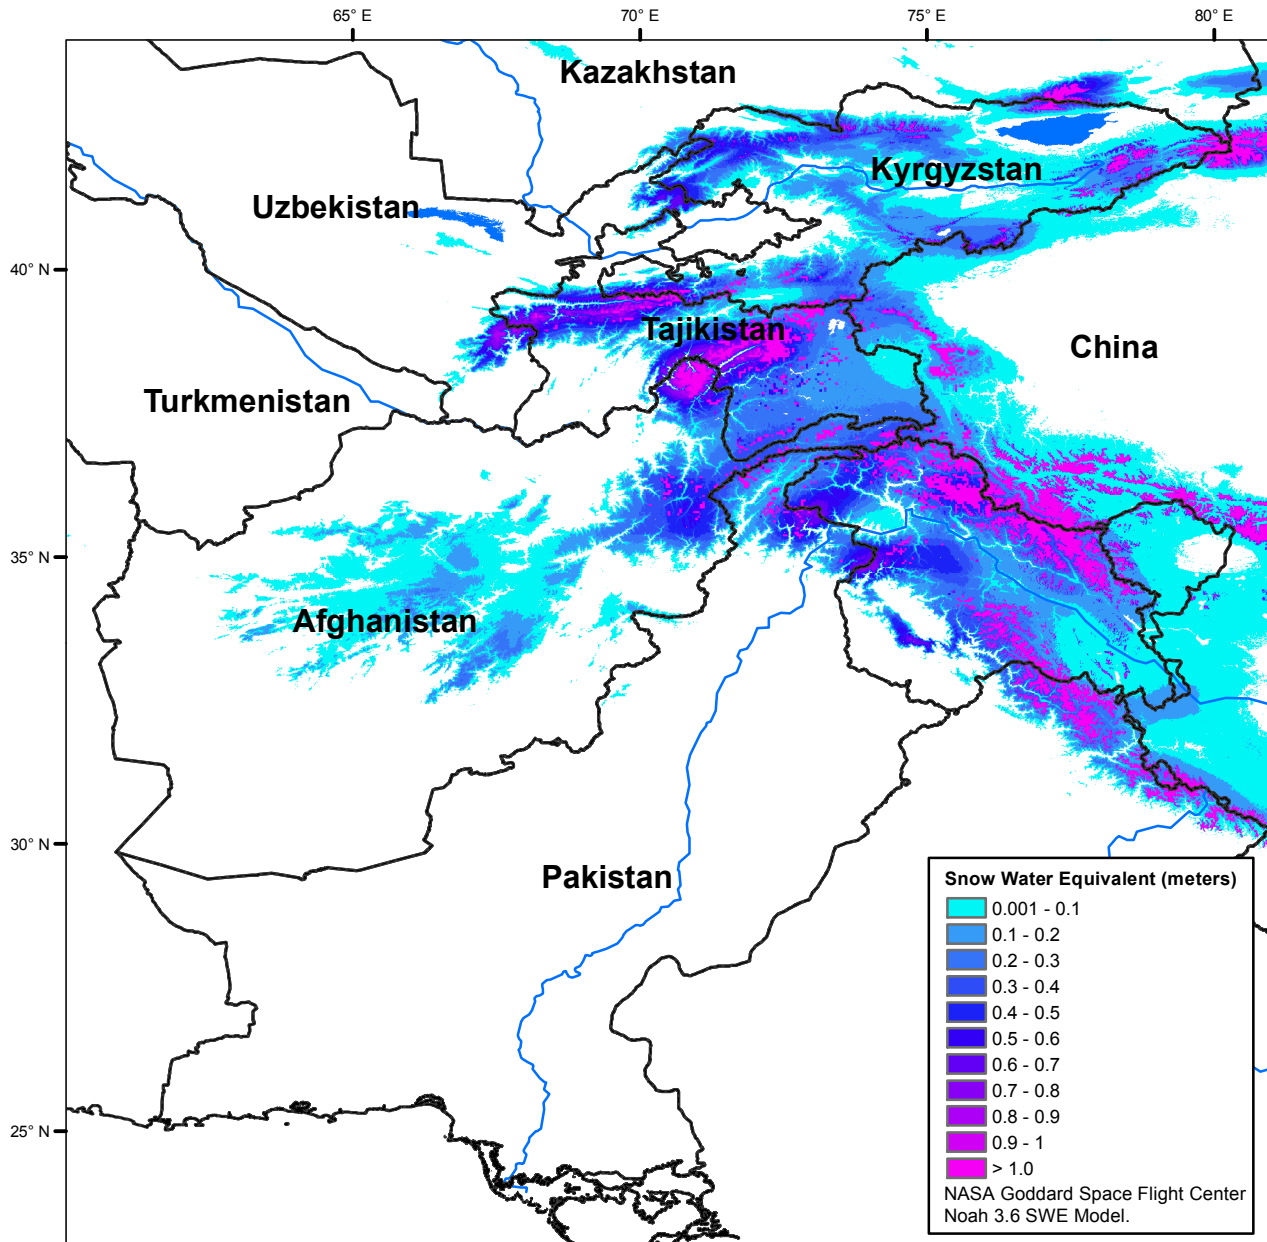 65° E
70° E
75° E
80° E
Kazakhstan
Kyrgyzstan
Uzbekistan
40° N
Tajikistan
China
Turkmenistan
35° N
Afghanistan
30° N
Pakistan
25° N
Snow Water Equivalent (meters)
0.001 - 0.1
0.1 - 0.2
0.2 - 0.3
0.3 - 0.4
0.4 - 0.5
0.5 - 0.6
0.6 - 0.7
0.7 - 0.8
0.8 - 0.9
0.9 - 1
> 1.0
NASA Goddard Space Flight Center
Noah 3.6 SWE Model.